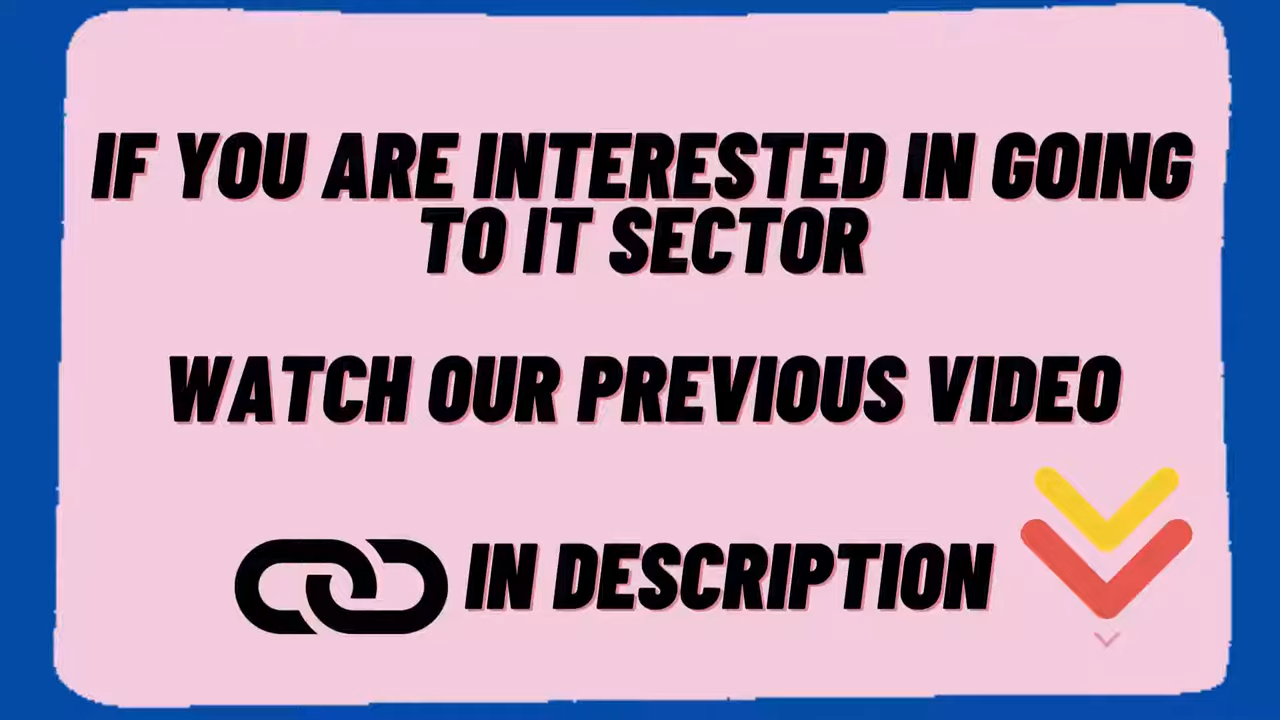 IF YOU ARE INTERESTED IN GOING
TO IT SECTOR
WATCH OUR PREVIOUS VIDEO
IN DESCRIPTION